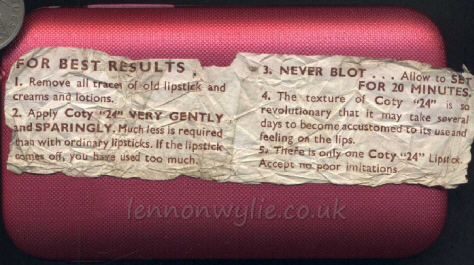 FOR BEST RESULTS.
1. Remove all traces of old lipstick and
creams and lotions.
2. Apply Coty "24" VERY GENTLY
and SPARINGLY. Much less is required
than with ordinary lipsticks. If the lipstick
comes off, you have used too much.
3. NEVER BLOT . . . Allow to SET
FOR 20 MINUTES.
4. The texture of Coty "24" is so
revolutionary that it may take several
days to become accustomed to its use and
feeling on the lips.
5. There is only one Coty "24" Lipstick.
Accept no poor imitations
lennonwylie.co.uk